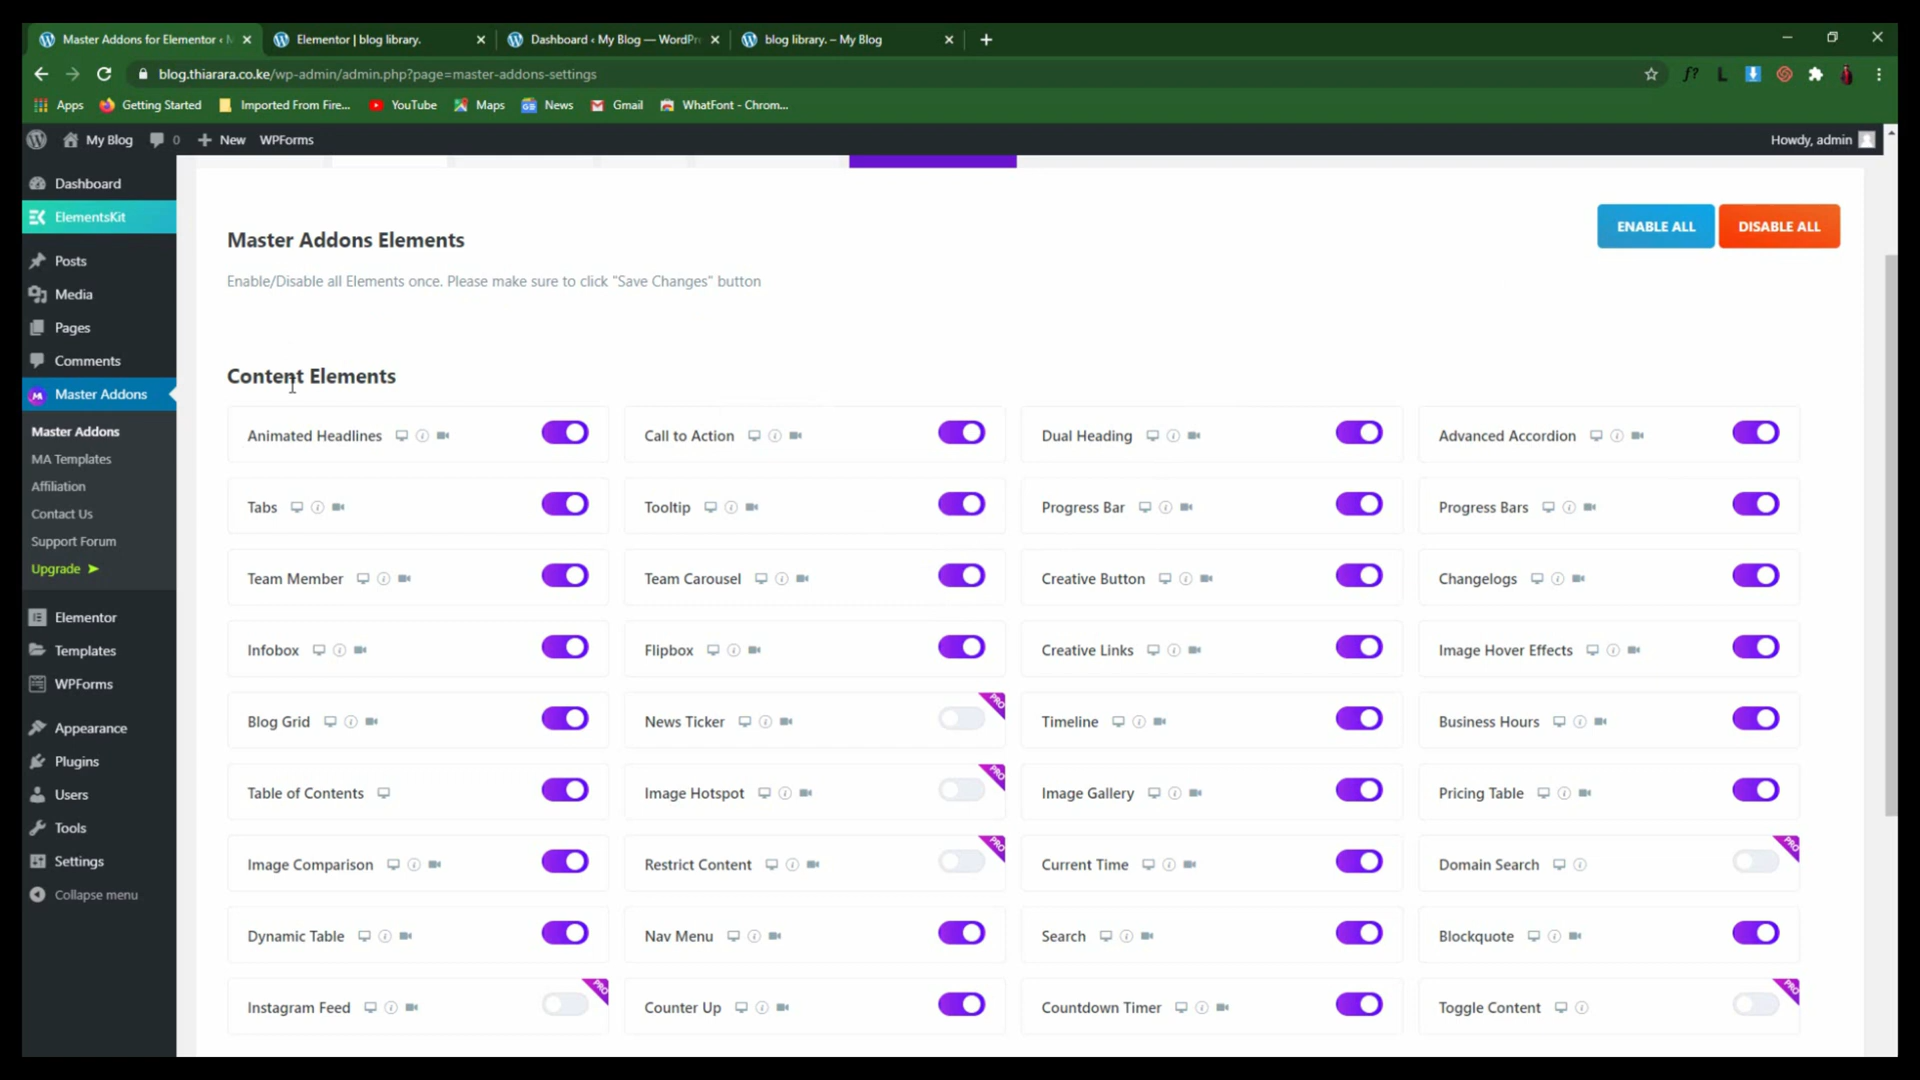 Master Addons for Elementor ‹ M
Elementor | blog library.
Dashboard ‹ My Blog — WordPr
blog library. – My Blog
blog.thiarara.co.ke/wp-admin/admin.php?page=master-addons-settings
Apps
Getting Started
Imported From Fire...
YouTube
Maps
News
Gmail
WhatFont - Chrom...
My Blog
0
New
WPForms
Howdy, admin
Dashboard
ElementsKit
Posts
Media
Pages
Comments
Master Addons
Master Addons
MA Templates
Affiliation
Contact Us
Support Forum
Upgrade ➤
Elementor
Templates
WPForms
Appearance
Plugins
Users
Tools
Settings
Collapse menu
Master Addons Elements
ENABLE ALL
DISABLE ALL
Enable/Disable all Elements once. Please make sure to click "Save Changes" button
Content Elements
Animated Headlines
Call to Action
Dual Heading
Advanced Accordion
Tabs
Tooltip
Progress Bar
Progress Bars
Team Member
Team Carousel
Creative Button
Changelogs
Infobox
Flipbox
Creative Links
Image Hover Effects
Blog Grid
News Ticker
PRO
Timeline
Business Hours
Table of Contents
Image Hotspot
PRO
Image Gallery
Pricing Table
Image Comparison
Restrict Content
PRO
Current Time
Domain Search
PRO
Dynamic Table
Nav Menu
Search
Blockquote
Instagram Feed
PRO
Counter Up
Countdown Timer
Toggle Content
PRO